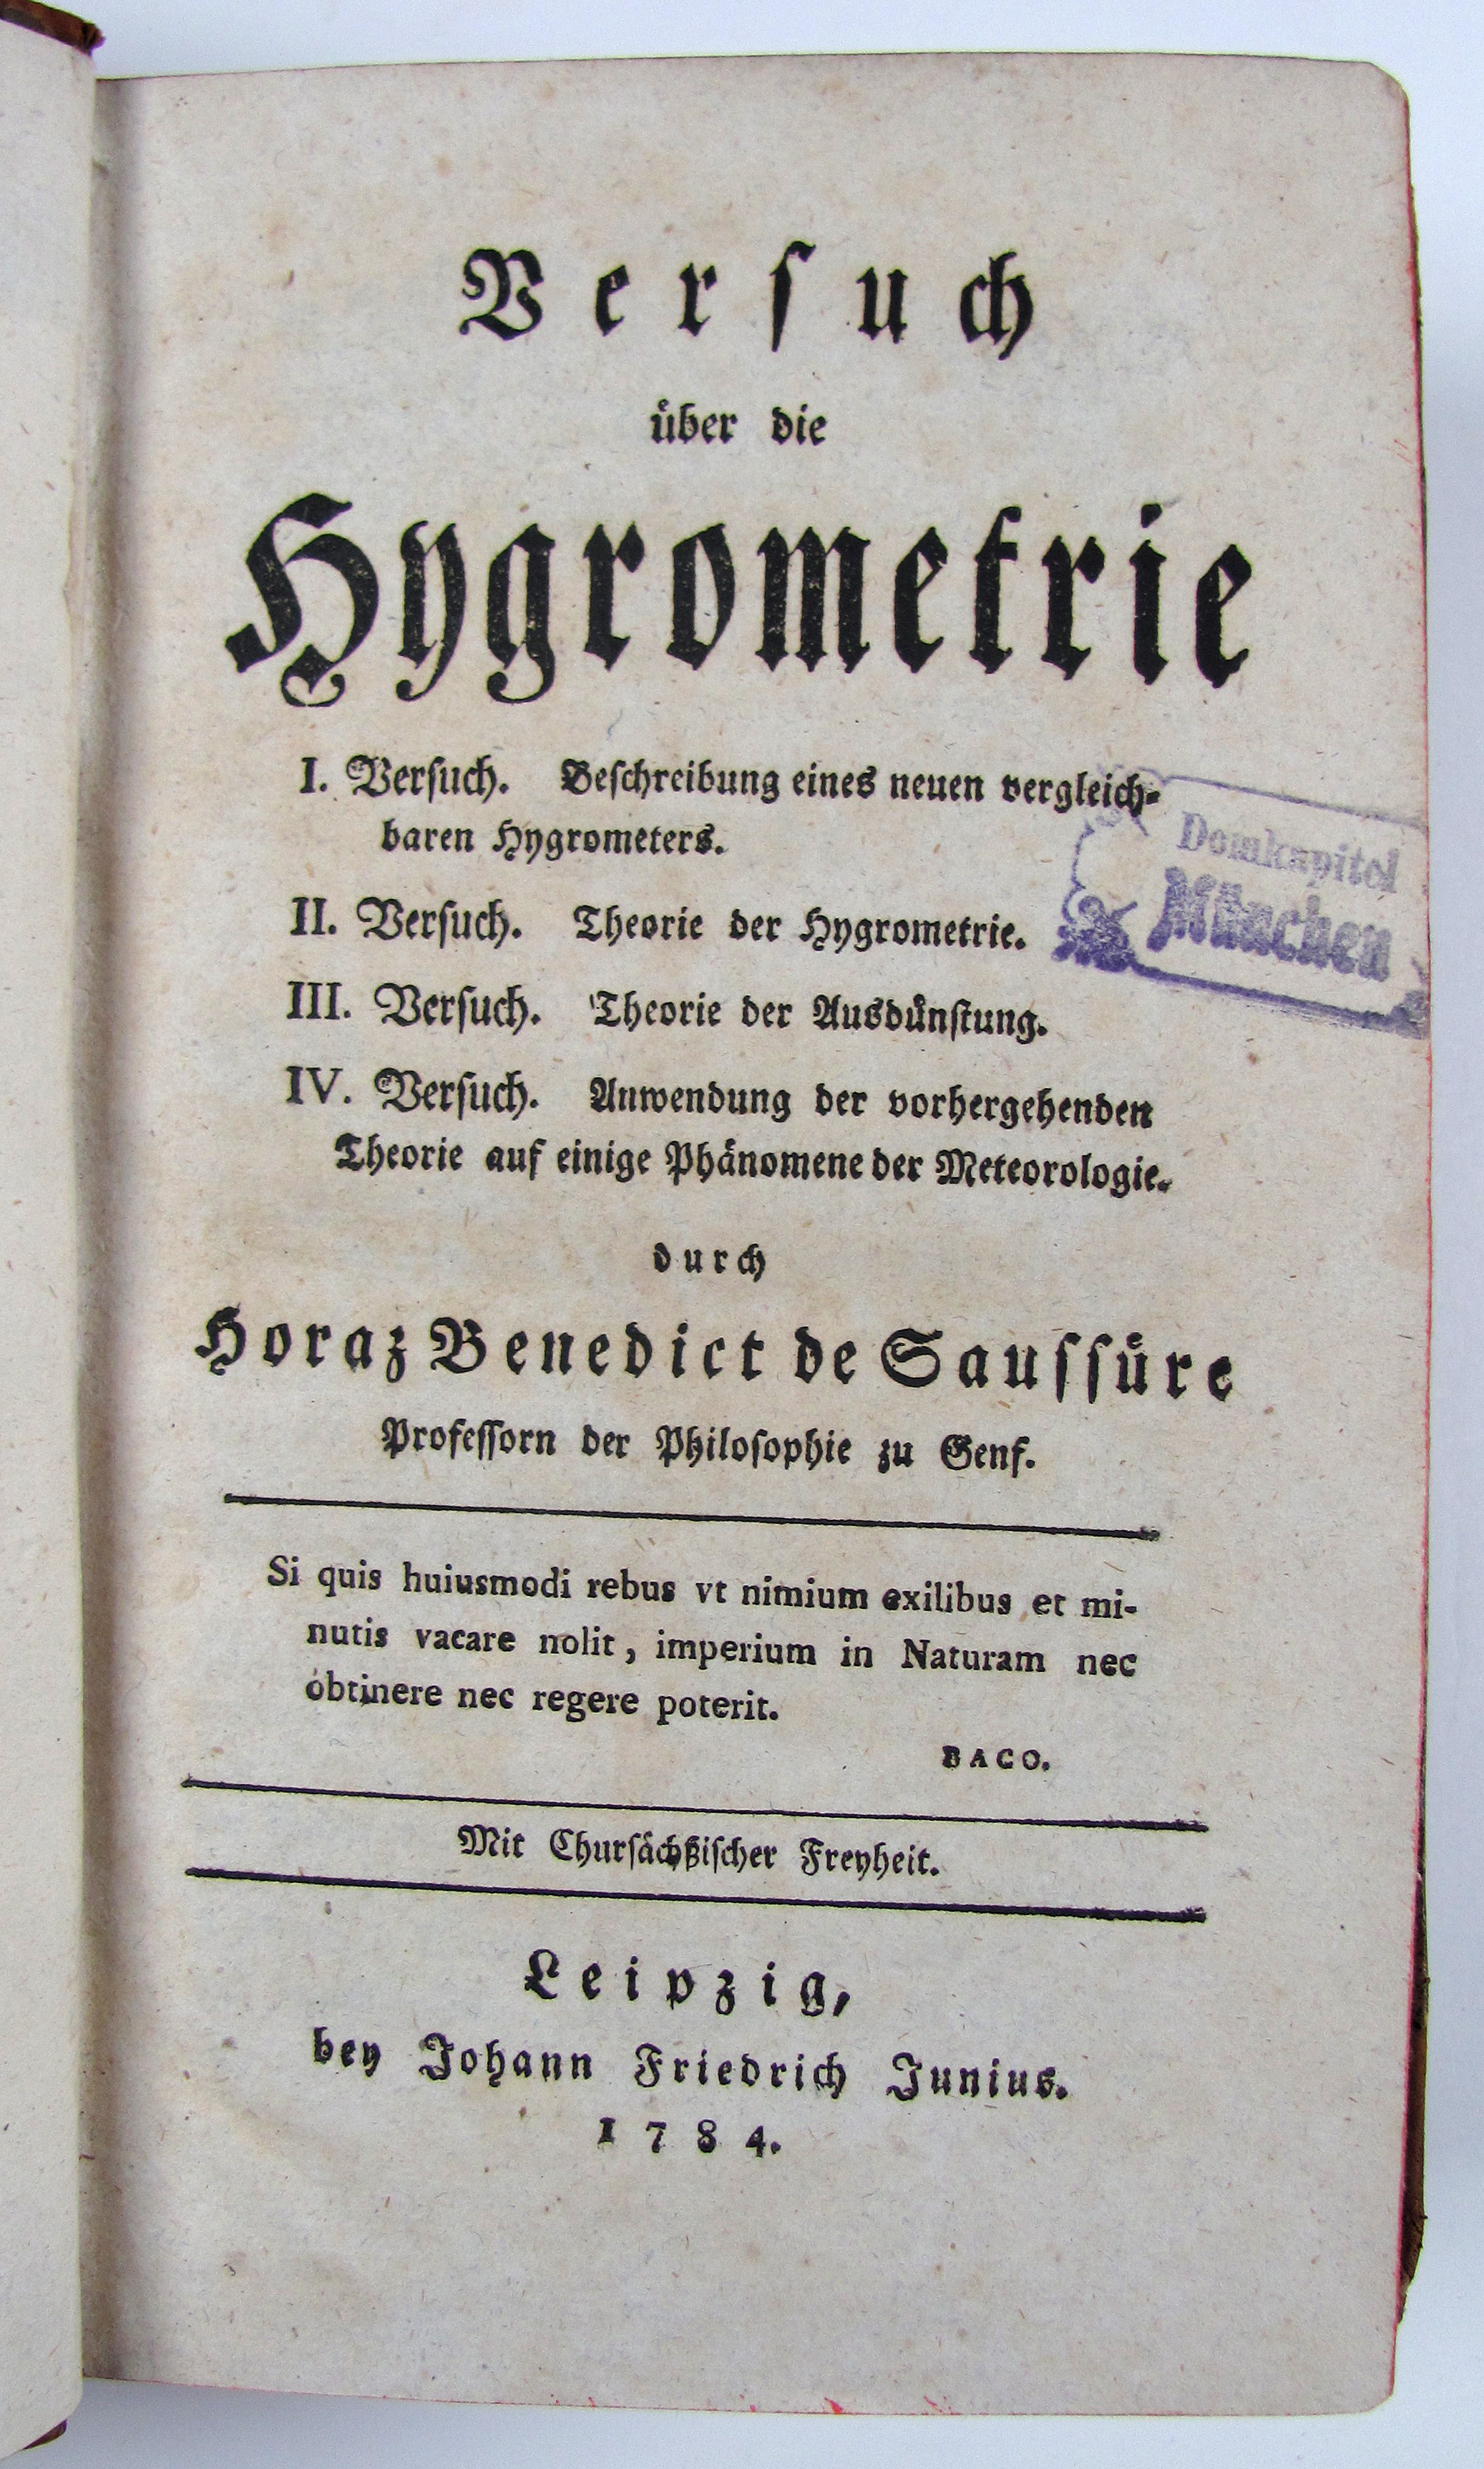 Verſuch
über die
Hygrometrie
I. Verſuch. Beſchreibung eines neuen vergleich-
baren Hygrometers.
II. Verſuch. Theorie der Hygrometrie.
III. Verſuch. Theorie der Ausdünſtung.
IV. Verſuch. Anwendung der vorhergehenden
Theorie auf einige Phänomene der Meteorologie.
Domkapitel
München
durch
Horaz Benedict de Sauſſüre
Profeſſorn der Philoſophie zu Genf.
Si quis huiusmodi rebus vt nimium exilibus et mi-
nutis vacare nolit, imperium in Naturam nec
obtinere nec regere poterit.
BACO.
Mit Churſächßiſcher Freyheit.
Leipzig,
bey Johann Friedrich Junius.
1784.